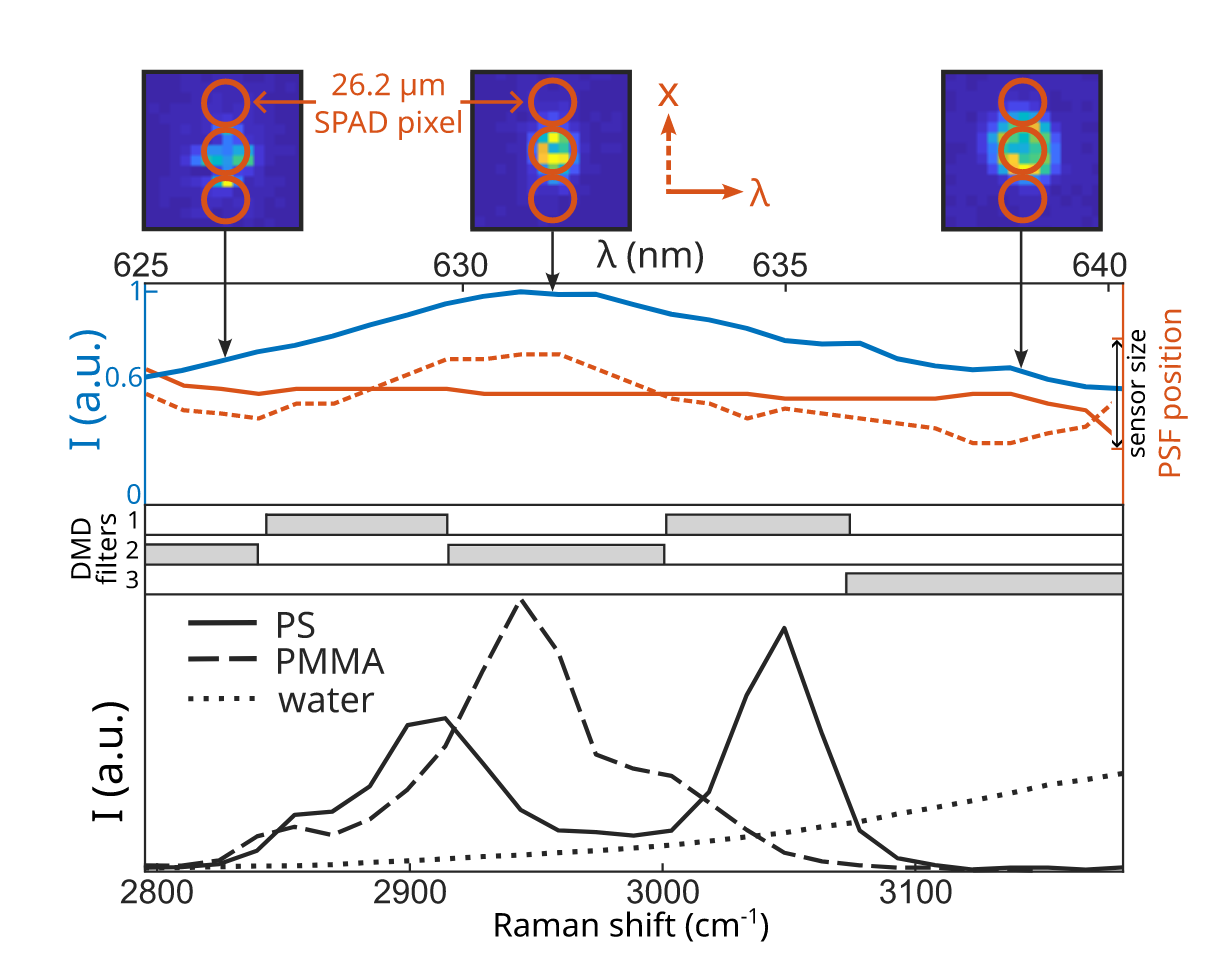 26.2 µm
SPAD pixel
x
λ
λ (nm)
625 630 635 640
1
0.6
0
I (a.u.)
sensor size
PSF position
DMD
filters
1
2
3
PS
PMMA
water
I (a.u.)
2800 2900 3000 3100
Raman shift (cm⁻¹)